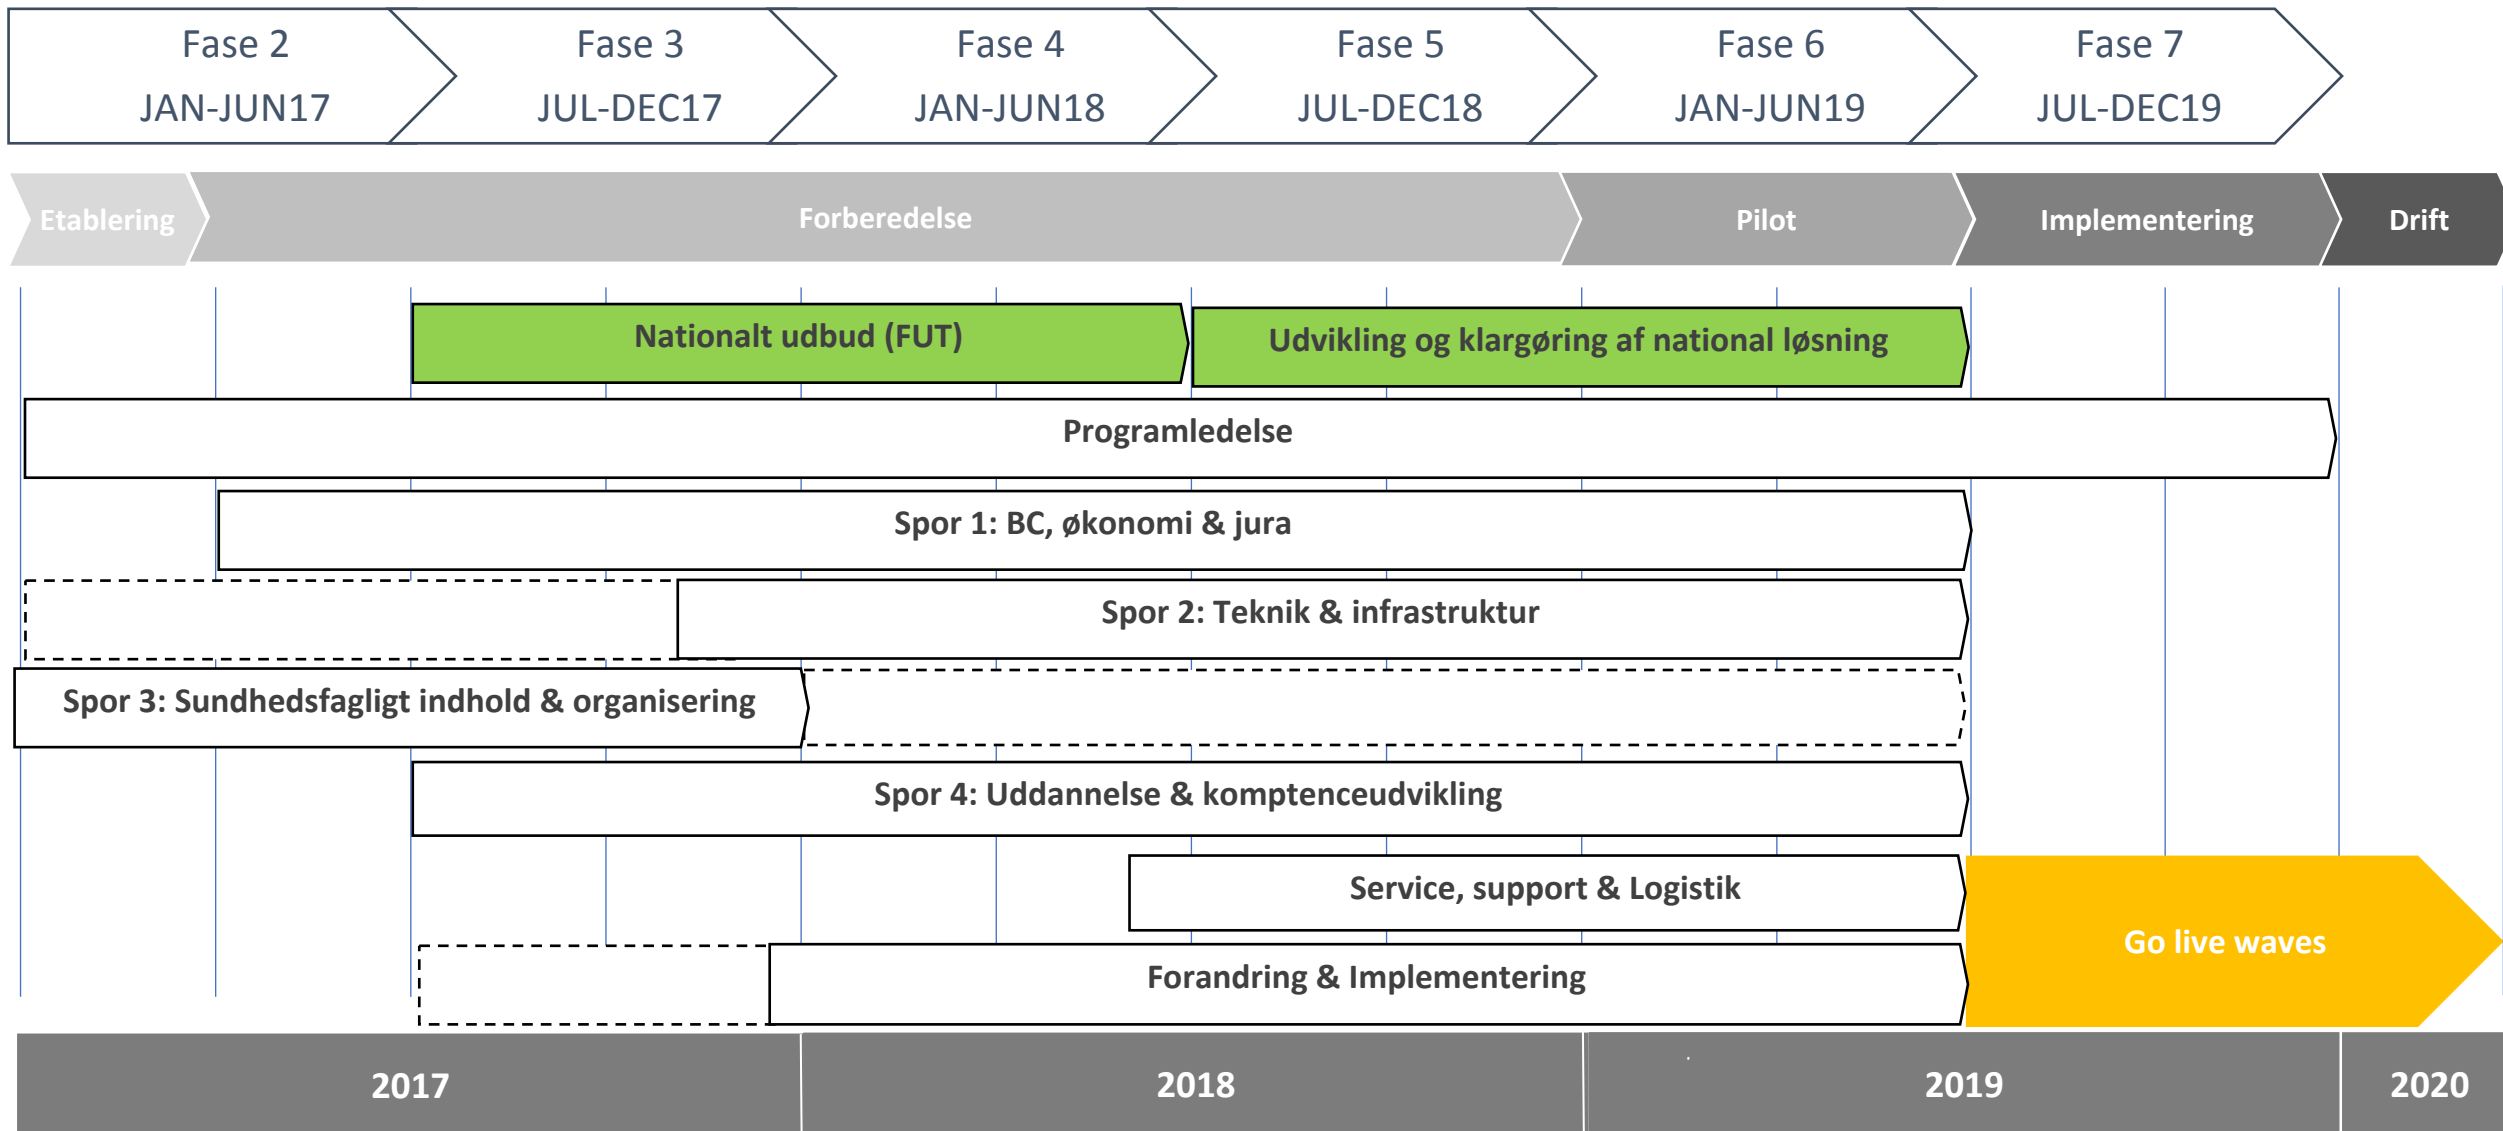 Fase 2
JAN-JUN17
Fase 3
JUL-DEC17
Fase 4
JAN-JUN18
Fase 5
JUL-DEC18
Fase 6
JAN-JUN19
Fase 7
JUL-DEC19
Etablering
Forberedelse
Pilot
Implementering
Drift
Nationalt udbud (FUT)
Udvikling og klargøring af national løsning
Programledelse
Spor 1: BC, økonomi & jura
Spor 2: Teknik & infrastruktur
Spor 3: Sundhedsfagligt indhold & organisering
Spor 4: Uddannelse & komptenceudvikling
Service, support & Logistik
Go live waves
Forandring & Implementering
2017
2018
2019
2020